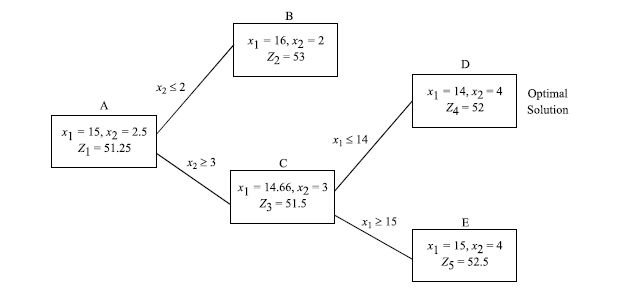 B
x₁ = 16, x₂ = 2
Z₂ = 53
x₂ ≤ 2
A
x₁ = 15, x₂ = 2.5
Z₁ = 51.25
x₂ ≥ 3
C
x₁ = 14.66, x₂ = 3
Z₃ = 51.5
x₁ ≤ 14
D
x₁ = 14, x₂ = 4
Z₄ = 52
Optimal
Solution
x₁ ≥ 15
E
x₁ = 15, x₂ = 4
Z₅ = 52.5